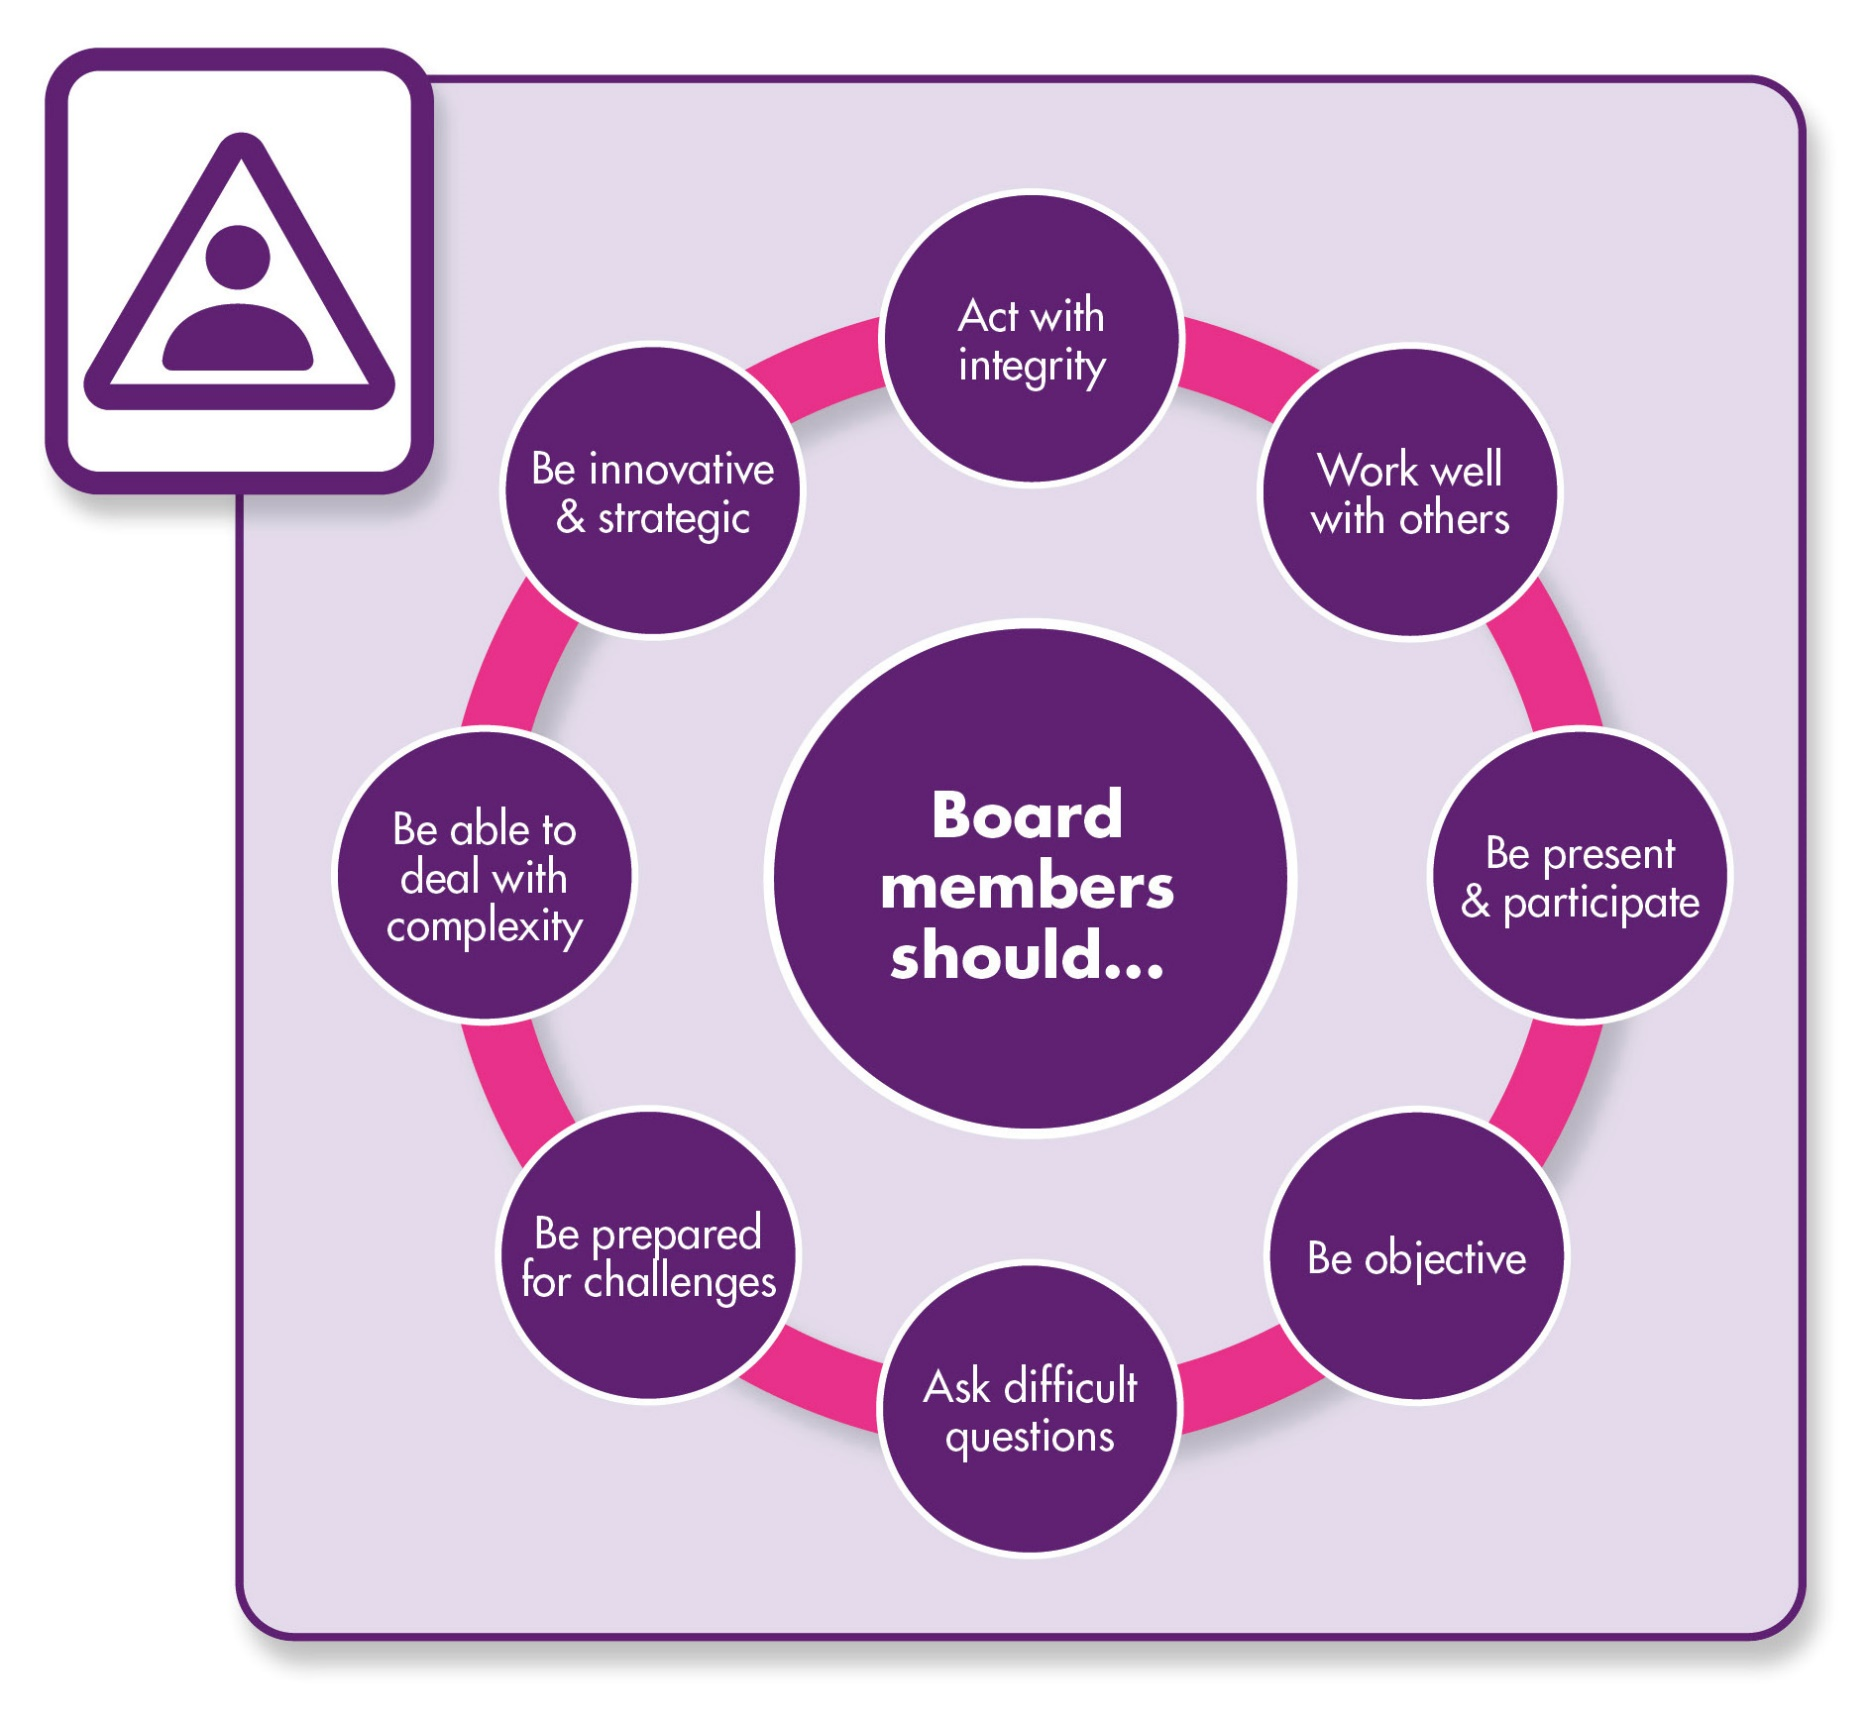 Act with
integrity
Work well
with others
Be present
& participate
Be objective
Ask difficult
questions
Be prepared
for challenges
Be able to
deal with
complexity
Be innovative
& strategic
Board
members
should...